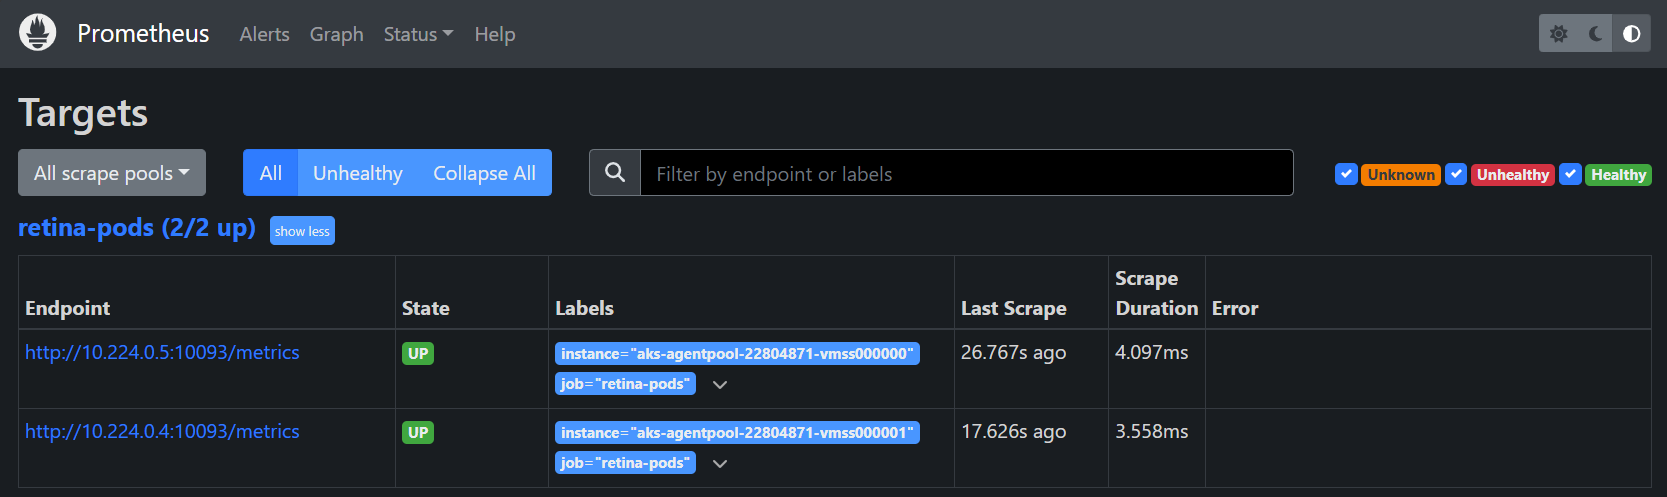 Prometheus Alerts Graph Status Help
Targets
All scrape pools All Unhealthy Collapse All Filter by endpoint or labels Unknown Unhealthy Healthy
retina-pods (2/2 up) show less
Endpoint State Labels Last Scrape Scrape Duration Error
http://10.224.0.5:10093/metrics UP instance="aks-agentpool-22804871-vmss000000" 26.767s ago 4.097ms
job="retina-pods"
http://10.224.0.4:10093/metrics UP instance="aks-agentpool-22804871-vmss000001" 17.626s ago 3.558ms
job="retina-pods"